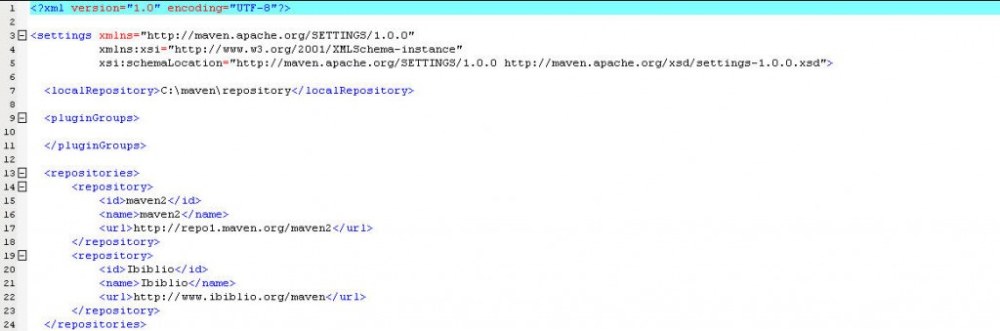 1 <?xml version="1.0" encoding="UTF-8"?>
2
3 <settings xmlns="http://maven.apache.org/SETTINGS/1.0.0"
4 xmlns:xsi="http://www.w3.org/2001/XMLSchema-instance"
5 xsi:schemaLocation="http://maven.apache.org/SETTINGS/1.0.0 http://maven.apache.org/xsd/settings-1.0.0.xsd">
6
7 <localRepository>C:\maven\repository</localRepository>
8
9 <pluginGroups>
10
11 </pluginGroups>
12
13 <repositories>
14 <repository>
15 <id>maven2</id>
16 <name>maven2</name>
17 <url>http://repo1.maven.org/maven2</url>
18 </repository>
19 <repository>
20 <id>Ibiblio</id>
21 <name>Ibiblio</name>
22 <url>http://www.ibiblio.org/maven</url>
23 </repository>
24 </repositories>